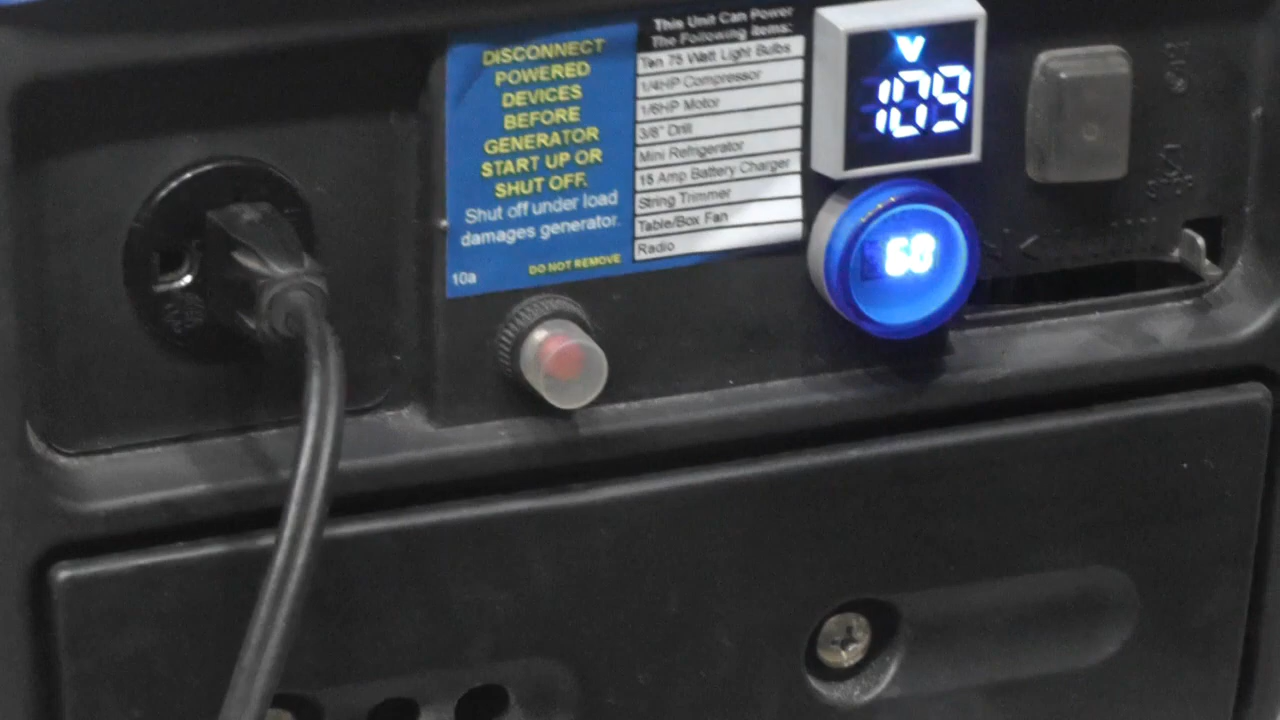 DISCONNECT
POWERED
DEVICES
BEFORE
GENERATOR
START UP OR
SHUT OFF.
Shut off under load
damages generator.
10a
DO NOT REMOVE
This Unit Can Power
The Following Items:
Ten 75 Watt Light Bulbs
1/4HP Compressor
1/6HP Motor
3/8" Drill
Mini Refrigerator
15 Amp Battery Charger
String Trimmer
Table/Box Fan
Radio
V
109
60